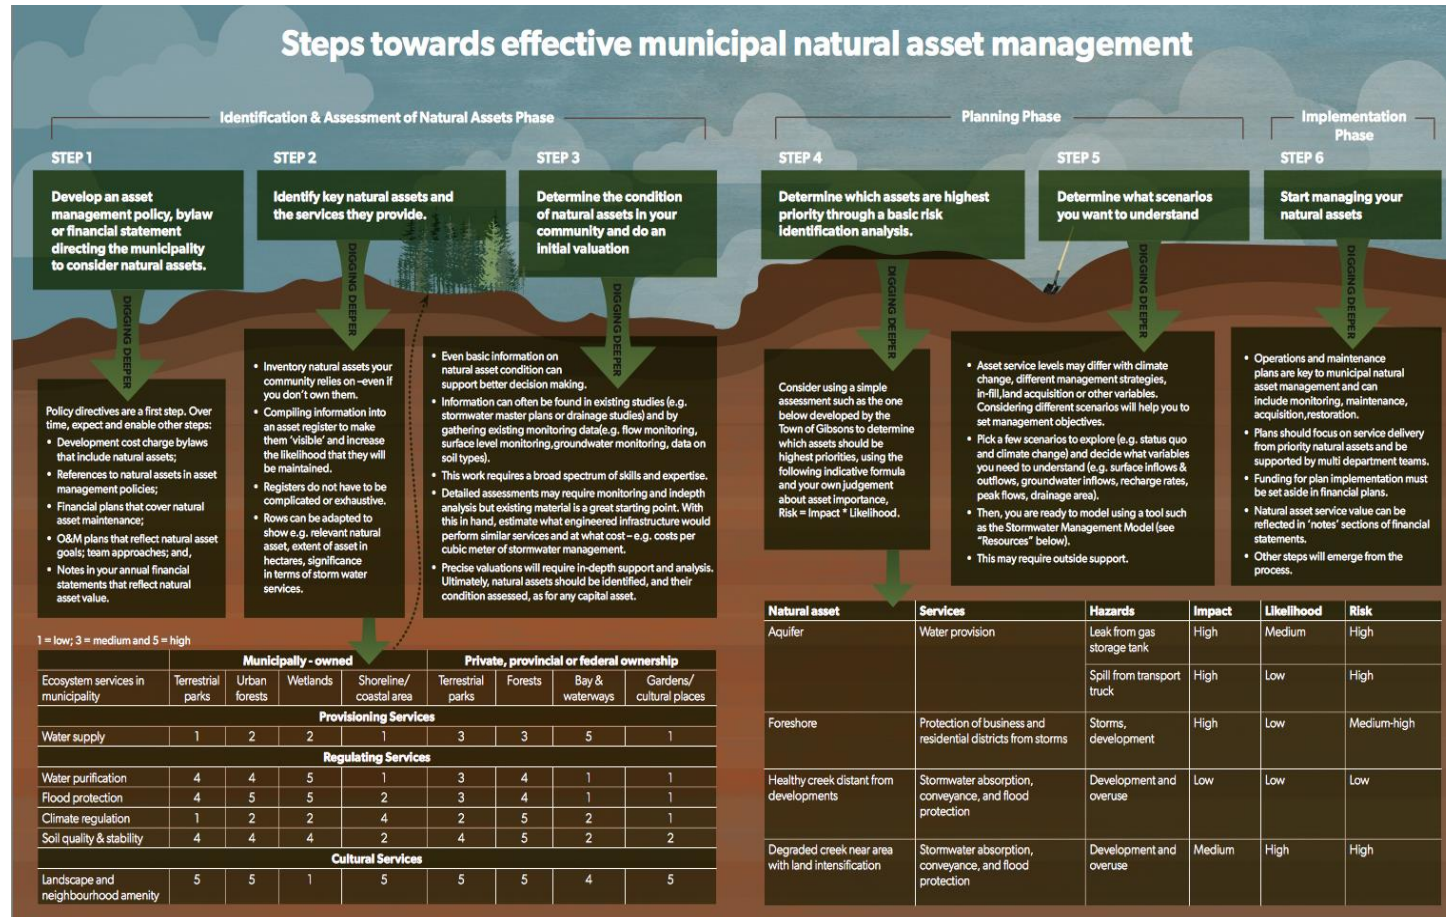 Steps towards effective municipal natural asset management
Identification & Assessment of Natural Assets Phase
STEP 1
Develop an asset
management policy, bylaw
or financial statement
directing the municipality
to consider natural assets.
DIGGING DEEPER
Policy directives are a first step. Over
time, expect and enable other steps:
• Development cost charge bylaws
that include natural assets;
• References to natural assets in asset
management policies;
• Financial plans that cover natural
asset maintenance;
• O&M plans that reflect natural asset
goals; team approaches; and,
• Notes in your annual financial
statements that reflect natural
asset value.
STEP 2
Identify key natural assets and
the services they provide.
DIGGING DEEPER
• Inventory natural assets your
community relies on –even if
you don't own them.
• Compiling information into
an asset register to make
them 'visible' and increase
the likelihood that they will
be maintained.
• Registers do not have to be
complicated or exhaustive.
• Rows can be adapted to
show e.g. relevant natural
asset, extent of asset in
hectares, significance
in terms of storm water
services.
STEP 3
Determine the condition
of natural assets in your
community and do an
initial valuation
DIGGING DEEPER
• Even basic information on
natural asset condition can
support better decision making.
• Information can often be found in existing studies (e.g.
stormwater master plans or drainage studies) and by
gathering existing monitoring data(e.g. flow monitoring,
surface level monitoring,groundwater monitoring, data on
soil types).
• This work requires a broad spectrum of skills and expertise.
• Detailed assessments may require monitoring and indepth
analysis but existing material is a great starting point. With
this in hand, estimate what engineered infrastructure would
perform similar services and at what cost – e.g. costs per
cubic meter of stormwater management.
• Precise valuations will require in-depth support and analysis.
Ultimately, natural assets should be identified, and their
condition assessed, as for any capital asset.
1 = low; 3 = medium and 5 = high
Municipally - owned Private, provincial or federal ownership
Ecosystem services in municipality Terrestrial parks Urban forests Wetlands Shoreline/ coastal area Terrestrial parks Forests Bay & waterways Gardens/ cultural places
Provisioning Services
Water supply 1 2 2 1 3 3 5 1
Regulating Services
Water purification 4 4 5 1 3 4 1 1
Flood protection 4 5 5 2 3 4 1 1
Climate regulation 1 2 2 4 2 5 2 1
Soil quality & stability 4 4 4 2 4 5 2 2
Cultural Services
Landscape and neighbourhood amenity 5 5 1 5 5 5 4 5
Planning Phase
STEP 4
Determine which assets are highest
priority through a basic risk
identification analysis.
DIGGING DEEPER
Consider using a simple
assessment such as the one
below developed by the
Town of Gibsons to determine
which assets should be
highest priorities, using the
following indicative formula
and your own judgement
about asset importance,
Risk = Impact * Likelihood.
STEP 5
Determine what scenarios
you want to understand
DIGGING DEEPER
• Asset service levels may differ with climate
change, different management strategies,
in-fill,land acquisition or other variables.
Considering different scenarios will help you to
set management objectives.
• Pick a few scenarios to explore (e.g. status quo
and climate change) and decide what variables
you need to understand (e.g. surface inflows &
outflows, groundwater inflows, recharge rates,
peak flows, drainage area).
• Then, you are ready to model using a tool such
as the Stormwater Management Model (see
"Resources" below).
• This may require outside support.
Implementation
Phase
STEP 6
Start managing your
natural assets
DIGGING DEEPER
• Operations and maintenance
plans are key to municipal natural
asset management and can
include monitoring, maintenance,
acquisition,restoration.
• Plans should focus on service delivery
from priority natural assets and be
supported by multi department teams.
• Funding for plan implementation must
be set aside in financial plans.
• Natural asset service value can be
reflected in 'notes' sections of financial
statements.
• Other steps will emerge from the
process.
Natural asset Services Hazards Impact Likelihood Risk
Aquifer Water provision Leak from gas storage tank High Medium High
Spill from transport truck High Low High
Foreshore Protection of business and residential districts from storms Storms, development High Low Medium-high
Healthy creek distant from developments Stormwater absorption, conveyance, and flood protection Development and overuse Low Low Low
Degraded creek near area with land intensification Stormwater absorption, conveyance, and flood protection Development and overuse Medium High High